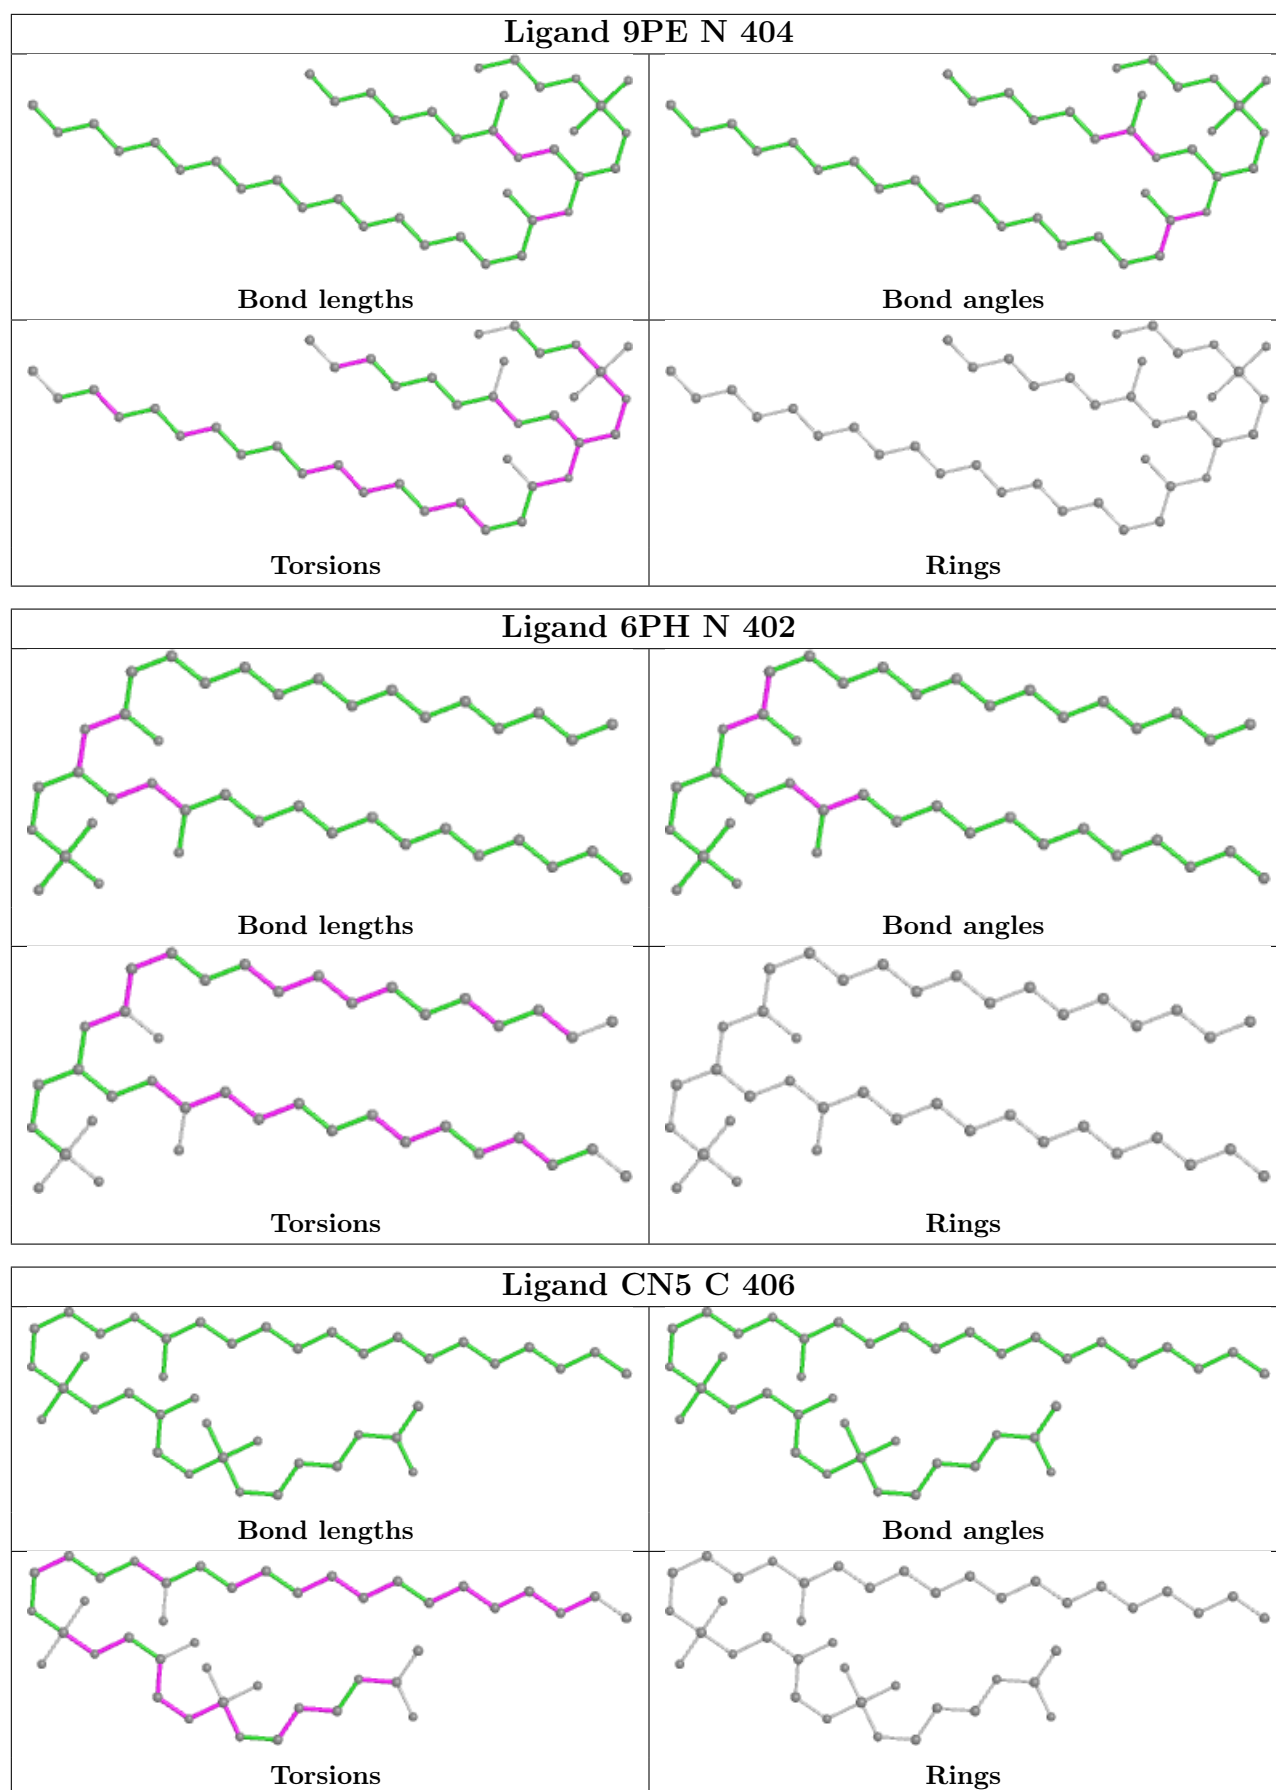 Ligand 9PE N 404
Bond lengths
Bond angles
Torsions
Rings
Ligand 6PH N 402
Bond lengths
Bond angles
Torsions
Rings
Ligand CN5 C 406
Bond lengths
Bond angles
Torsions
Rings